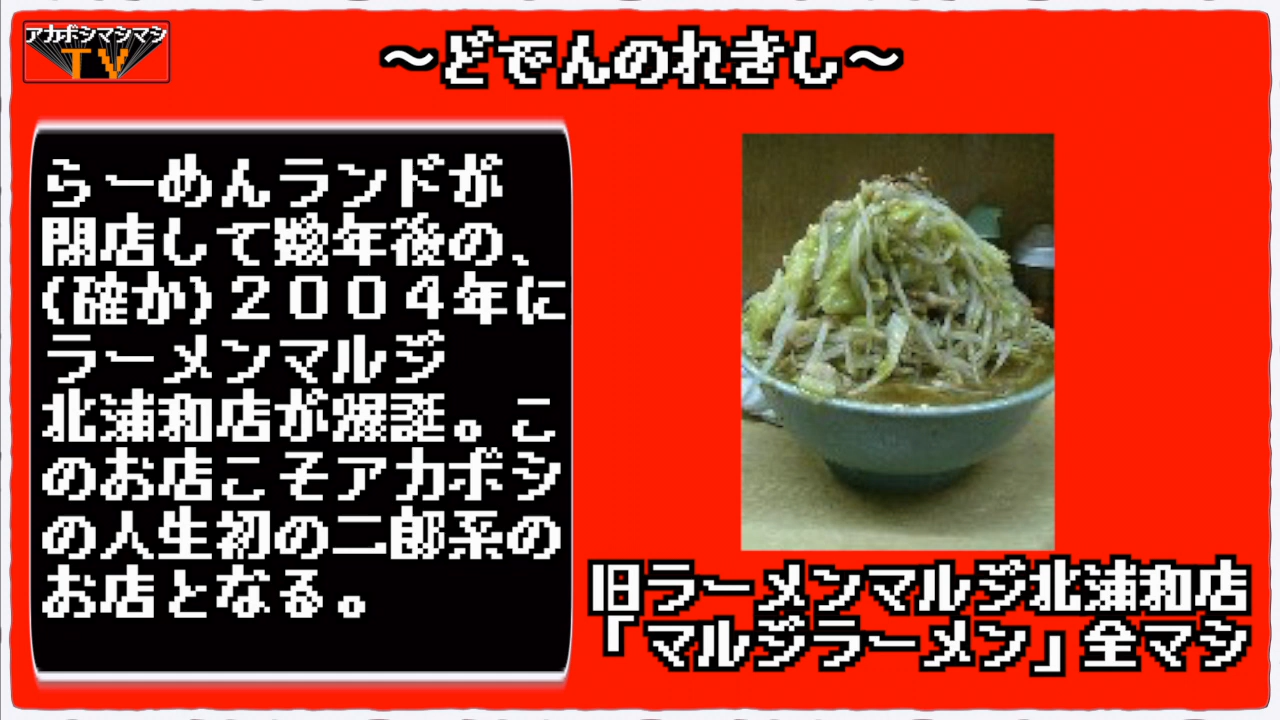 アカボシマシマシ
TV
～どでんのれきし～
らーめんランドが
閉店して数年後の、
(確か)２００４年に
ラーメンマルジ
北浦和店が爆誕。こ
のお店こそアカボシ
の人生初の二郎系の
お店となる。
旧ラーメンマルジ北浦和店
「マルジラーメン」全マシ